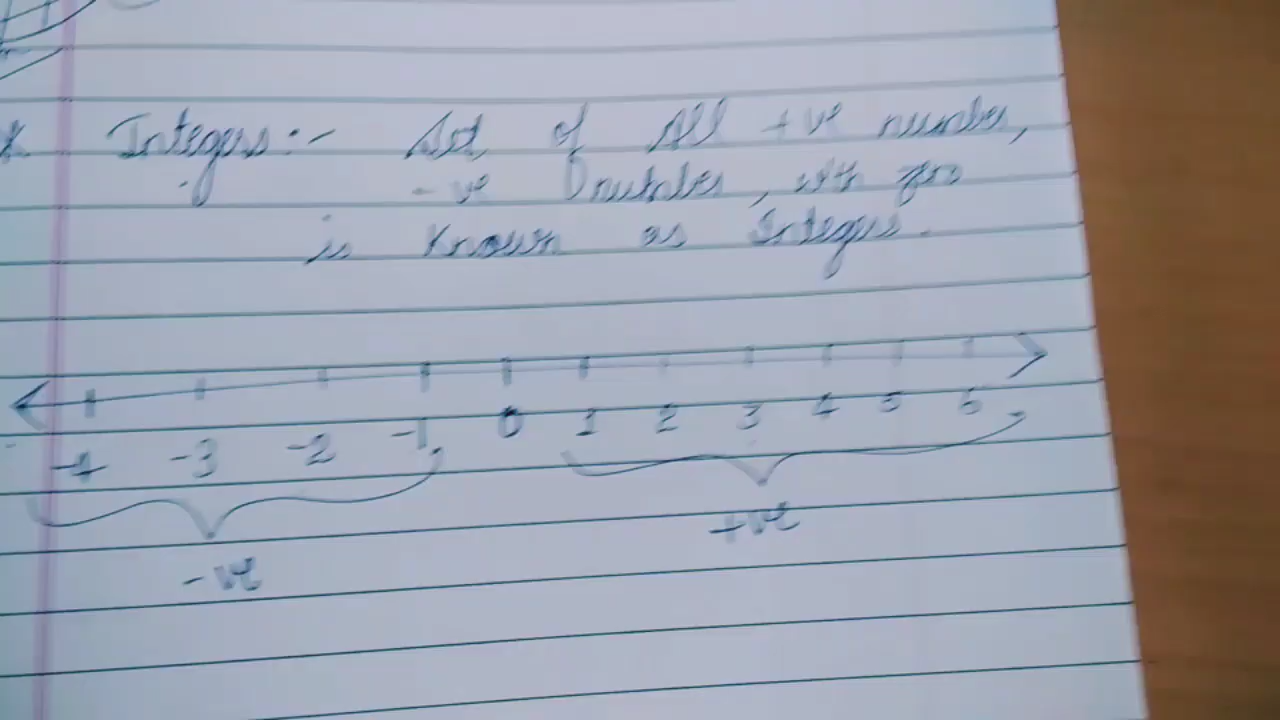 * Integers :- Set of All +ve number,
-ve number, with zero
is known as Integers.
-4 -3 -2 -1 0 1 2 3 4 5 6
-ve +ve